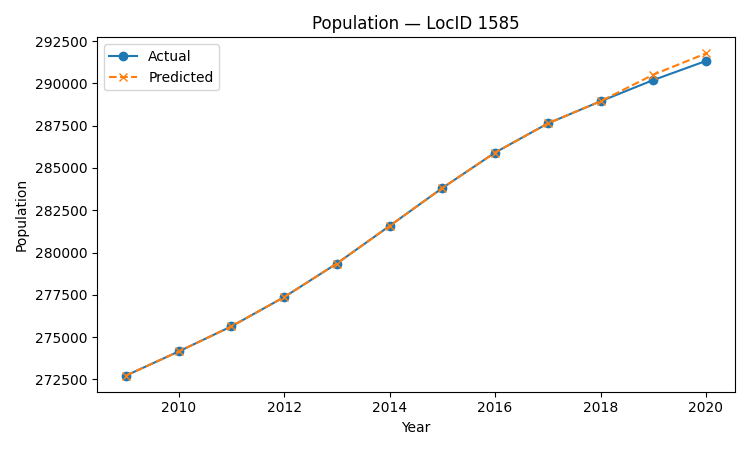 Population — LocID 1585
Actual
Predicted
Population
292500
290000
287500
285000
282500
280000
277500
275000
272500
2010 2012 2014 2016 2018 2020
Year